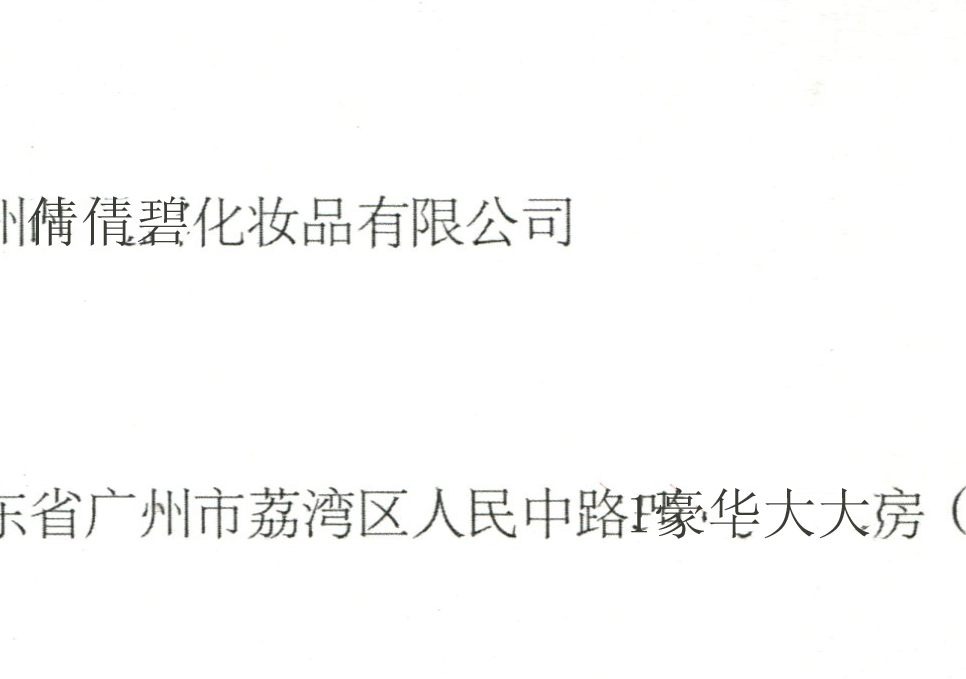 州倩倩碧化妆品有限公司
东省广州市荔湾区人民中路豪华大大房（